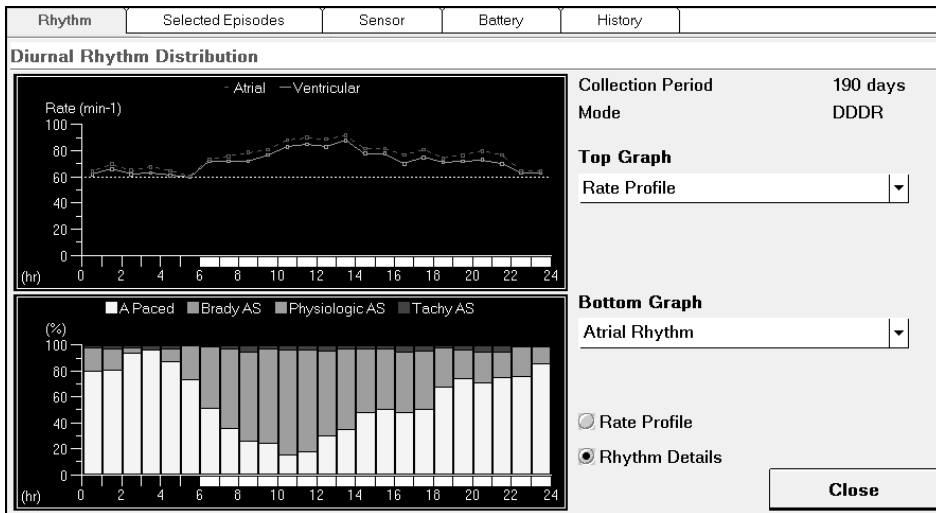 Rhythm Selected Episodes Sensor Battery History
Diurnal Rhythm Distribution
Atrial Ventricular
Rate (min-1)
100
80
60
40
20
0
(hr) 0 2 4 6 8 10 12 14 16 18 20 22 24
A Paced Brady AS Physiologic AS Tachy AS
(%)
100
80
60
40
20
0
(hr) 0 2 4 6 8 10 12 14 16 18 20 22 24
Collection Period 190 days
Mode DDDR
Top Graph
Rate Profile
Bottom Graph
Atrial Rhythm
Rate Profile
Rhythm Details
Close